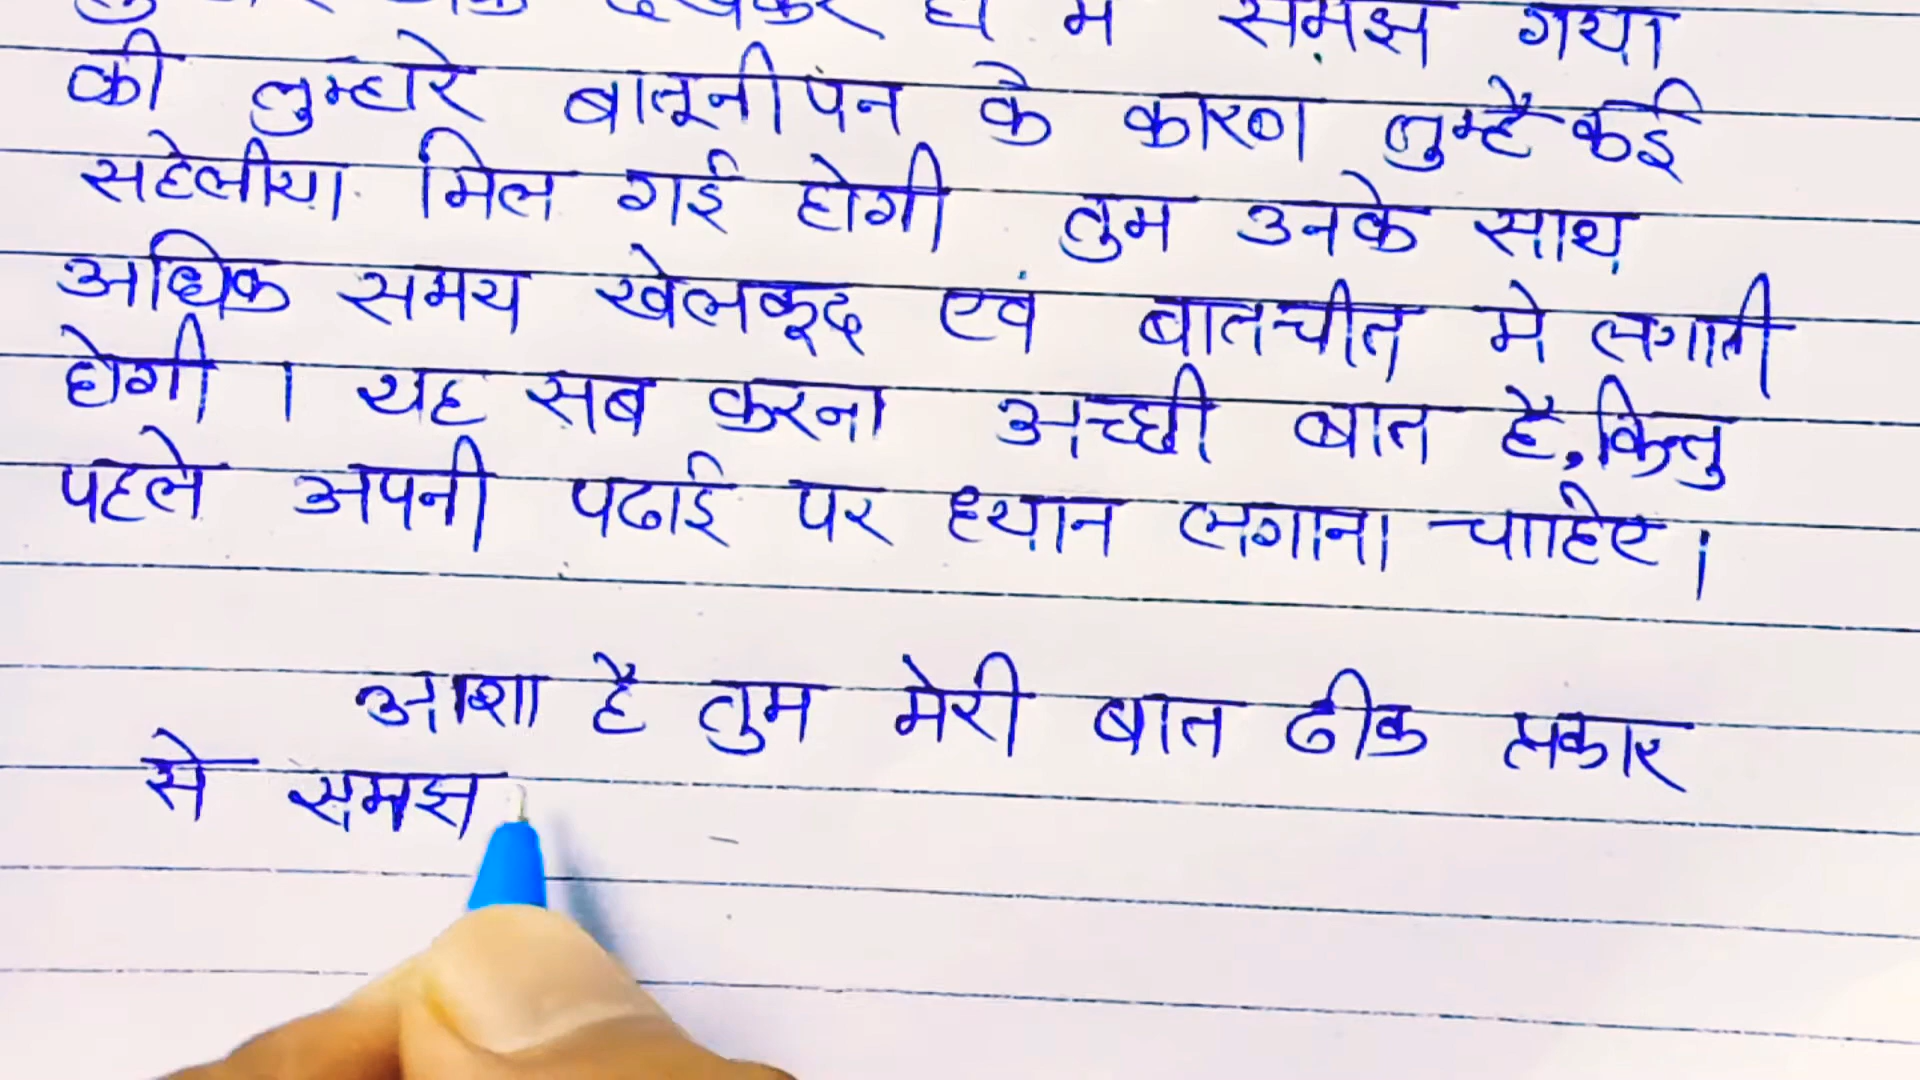 देखकर ही मै समझ गया
की तुम्हारे बातूनीपन के कारण तुम्है कई
सहेलीया मिल गई होगी तुम उनके साथ
अधिक समय खेलकूद एवं बातचीत मे लगाती
होगी । यह सब करना अच्छी बात है, किन्तु
पहले अपनी पढाई पर ध्यान लगाना चाहिए।
आशा है तुम मेरी बात ठीक प्रकार
से समझ